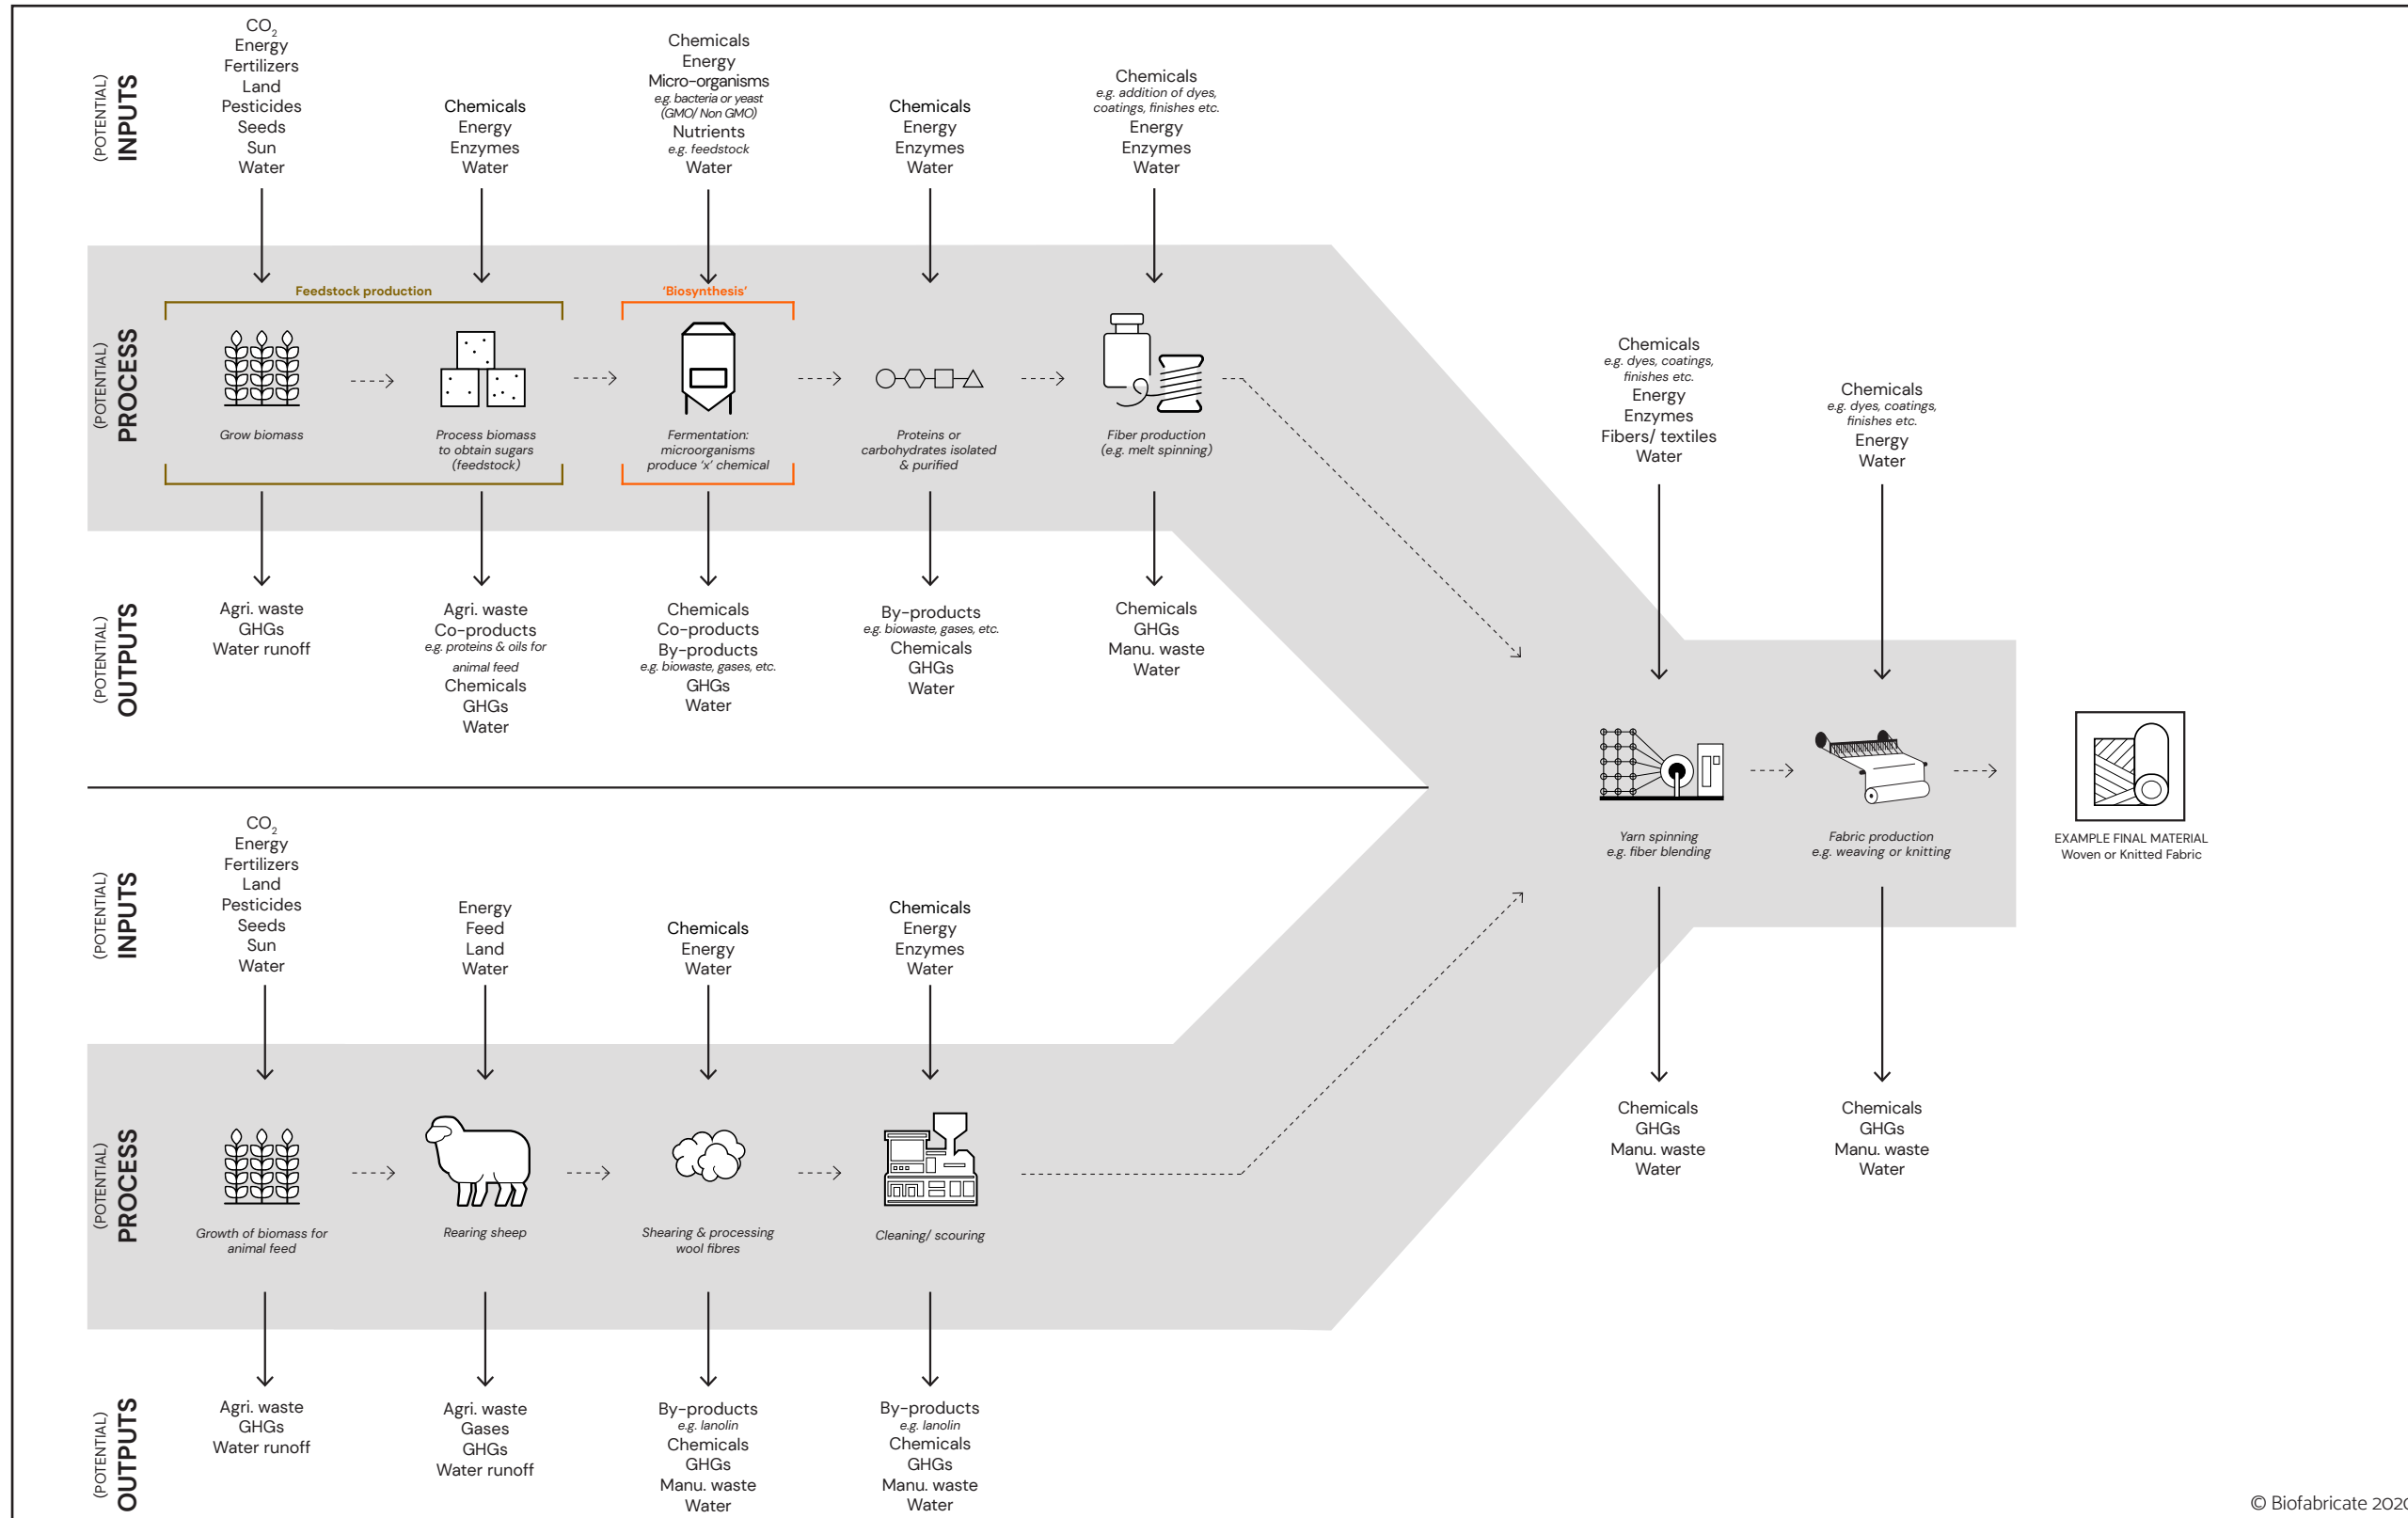 (POTENTIAL)
INPUTS
CO2
Energy
Fertilizers
Land
Pesticides
Seeds
Sun
Water
Chemicals
Energy
Enzymes
Water
Chemicals
Energy
Micro-organisms
e.g. bacteria or yeast
(GMO/ Non GMO)
Nutrients
e.g. feedstock
Water
Chemicals
Energy
Enzymes
Water
Chemicals
e.g. addition of dyes,
coatings, finishes etc.
Energy
Enzymes
Water
(POTENTIAL)
PROCESS
Feedstock production
'Biosynthesis'
Grow biomass
Process biomass
to obtain sugars
(feedstock)
Fermentation:
microorganisms
produce 'x' chemical
Proteins or
carbohydrates isolated
& purified
Fiber production
(e.g. melt spinning)
(POTENTIAL)
OUTPUTS
Agri. waste
GHGs
Water runoff
Agri. waste
Co-products
e.g. proteins & oils for
animal feed
Chemicals
GHGs
Water
Chemicals
Co-products
By-products
e.g. biowaste, gases, etc.
GHGs
Water
By-products
e.g. biowaste, gases, etc.
Chemicals
GHGs
Water
Chemicals
GHGs
Manu. waste
Water
Chemicals
e.g. dyes, coatings,
finishes etc.
Energy
Enzymes
Fibers/ textiles
Water
Chemicals
e.g. dyes, coatings,
finishes etc.
Energy
Water
Yarn spinning
e.g. fiber blending
Fabric production
e.g. weaving or knitting
EXAMPLE FINAL MATERIAL
Woven or Knitted Fabric
Chemicals
GHGs
Manu. waste
Water
Chemicals
GHGs
Manu. waste
Water
(POTENTIAL)
INPUTS
CO2
Energy
Fertilizers
Land
Pesticides
Seeds
Sun
Water
Energy
Feed
Land
Water
Chemicals
Energy
Water
Chemicals
Energy
Enzymes
Water
(POTENTIAL)
PROCESS
Growth of biomass for
animal feed
Rearing sheep
Shearing & processing
wool fibres
Cleaning/ scouring
(POTENTIAL)
OUTPUTS
Agri. waste
GHGs
Water runoff
Agri. waste
Gases
GHGs
Water runoff
By-products
e.g. lanolin
Chemicals
GHGs
Manu. waste
Water
By-products
e.g. lanolin
Chemicals
GHGs
Manu. waste
Water
© Biofabricate 2020